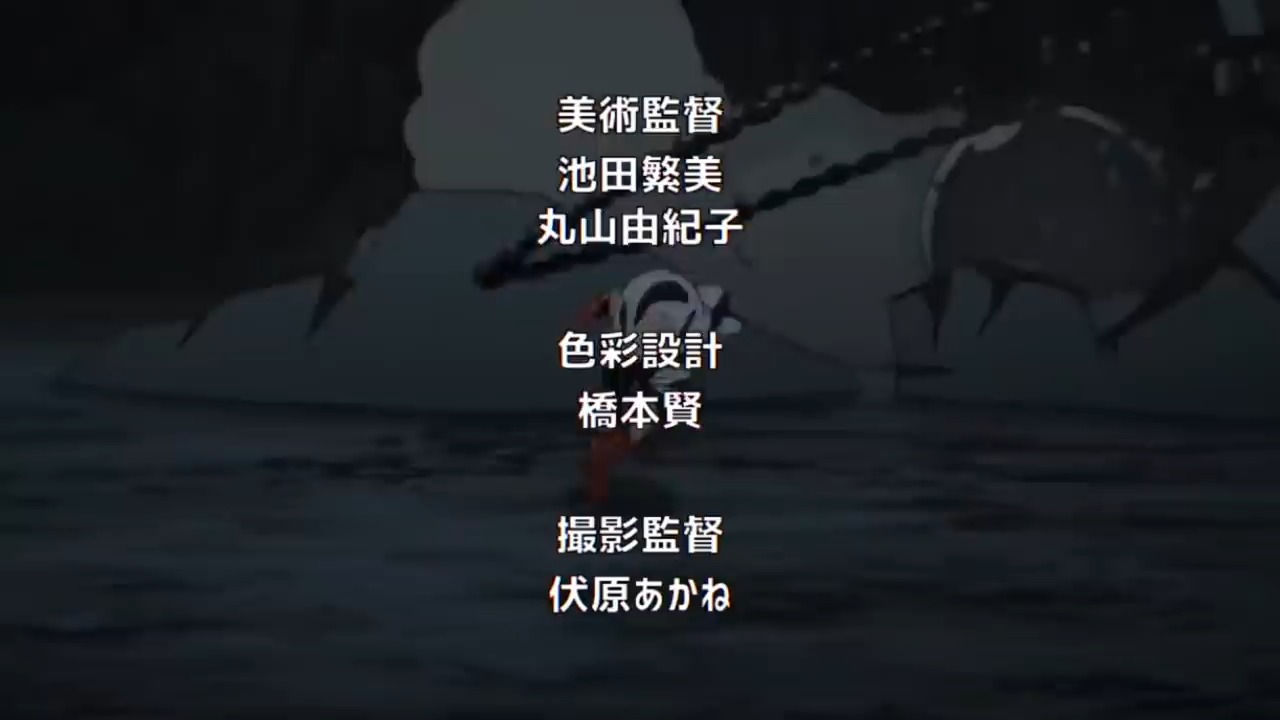 美術監督
池田繁美
丸山由紀子
色彩設計
橋本賢
撮影監督
伏原あかね